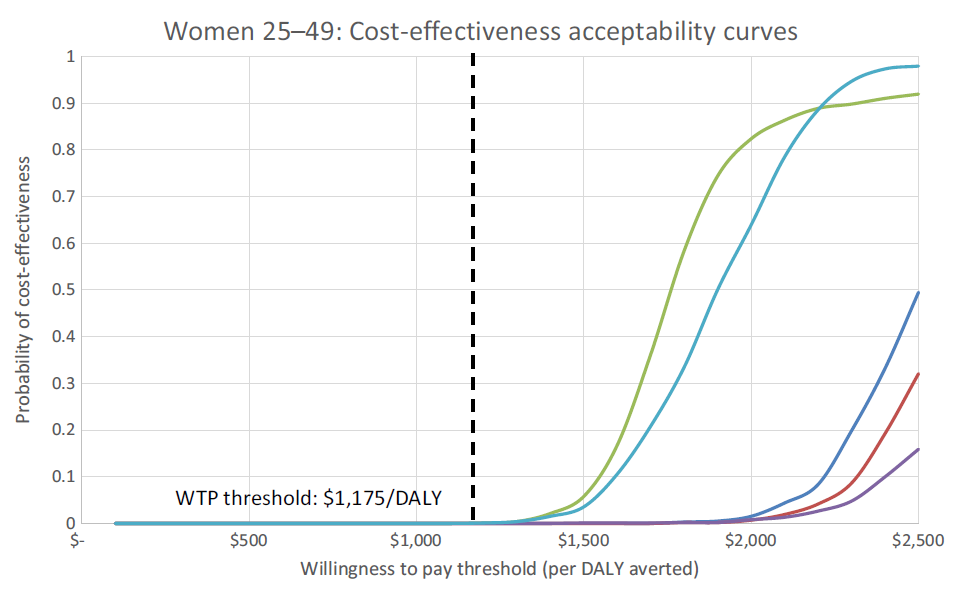 Women 25–49: Cost-effectiveness acceptability curves
1
0.9
0.8
0.7
0.6
0.5
0.4
0.3
0.2
0.1
0
Probability of cost-effectiveness
WTP threshold: $1,175/DALY
$- $500 $1,000 $1,500 $2,000 $2,500
Willingness to pay threshold (per DALY averted)